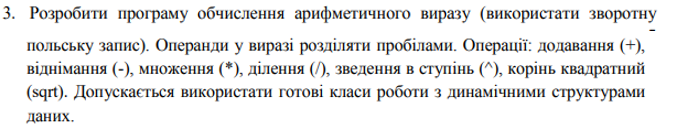 3. Розробити програму обчислення арифметичного виразу (використати зворотну
польську запис). Операнди у виразі розділяти пробілами. Операції: додавання (+),
віднімання (-), множення (*), ділення (/), зведення в ступінь (^), корінь квадратний
(sqrt). Допускається використати готові класи роботи з динамічними структурами
даних.